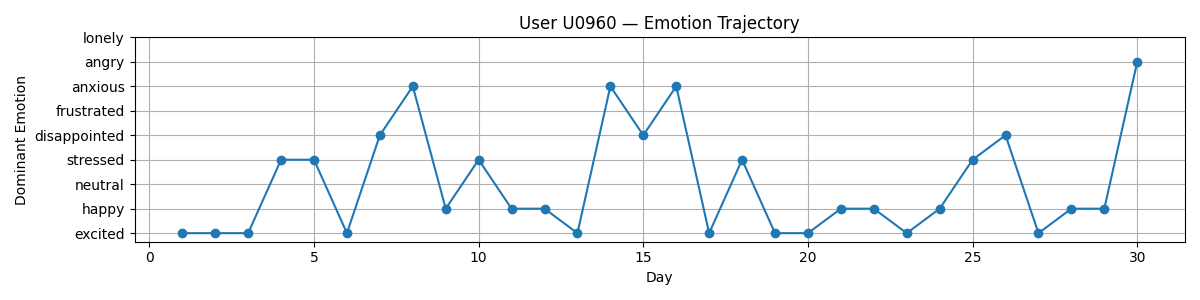 User U0960 — Emotion Trajectory
Dominant Emotion
lonely
angry
anxious
frustrated
disappointed
stressed
neutral
happy
excited
0 5 10 15 20 25 30
Day